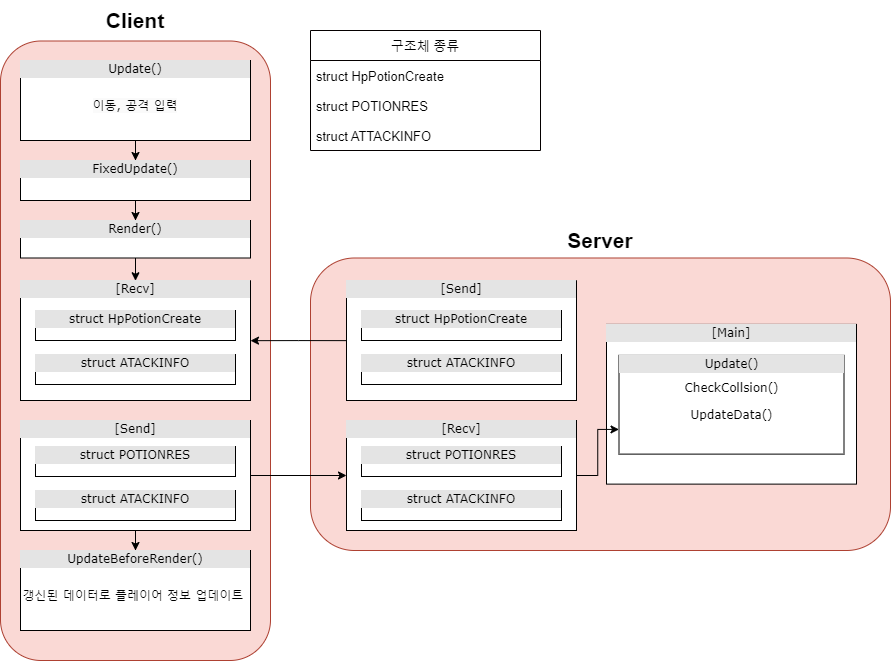 Client
Update()
이동, 공격 입력
FixedUpdate()
Render()
[Recv]
struct HpPotionCreate
struct ATACKINFO
[Send]
struct POTIONRES
struct ATACKINFO
UpdateBeforeRender()
갱신된 데이터로 플레이어 정보 업데이트
구조체 종류
struct HpPotionCreate
struct POTIONRES
struct ATTACKINFO
Server
[Send]
struct HpPotionCreate
struct ATACKINFO
[Recv]
struct POTIONRES
struct ATACKINFO
[Main]
Update()
CheckCollsion()
UpdateData()